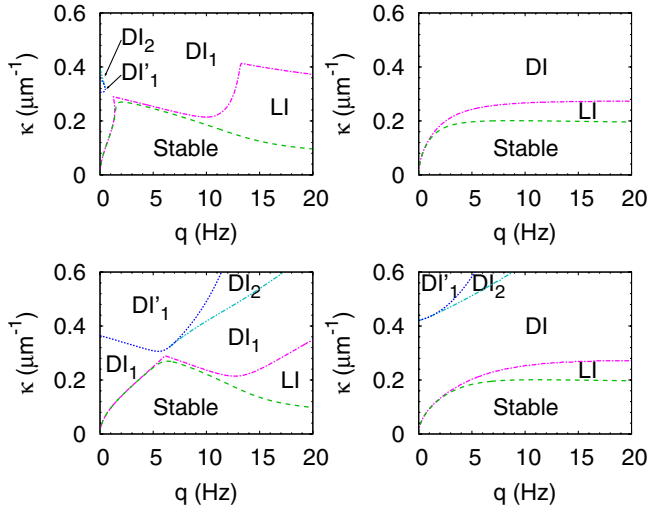 0.6
0.4
0.2
0
κ (μm⁻¹)
DI₂
DI'₁
DI₁
LI
Stable
0 5 10 15 20
q (Hz)
0.6
0.4
0.2
0
κ (μm⁻¹)
DI
LI
Stable
0 5 10 15 20
q (Hz)
0.6
0.4
0.2
0
κ (μm⁻¹)
DI'₁
DI₂
DI₁
DI₁
LI
Stable
0 5 10 15 20
q (Hz)
0.6
0.4
0.2
0
κ (μm⁻¹)
DI'₁ DI₂
DI
LI
Stable
0 5 10 15 20
q (Hz)